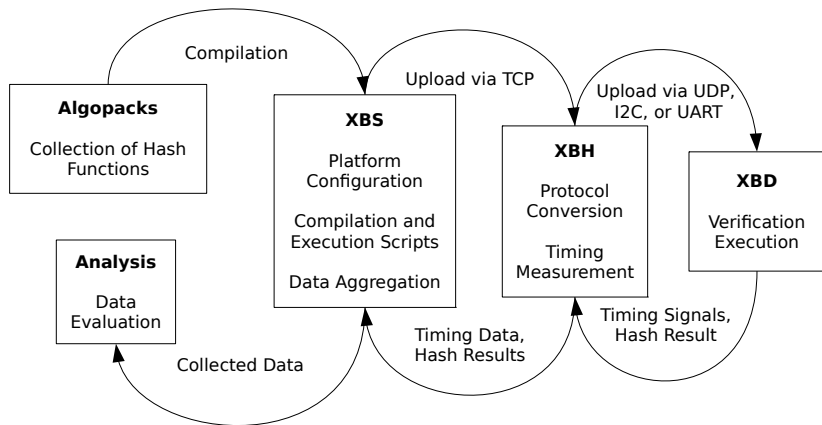 Compilation
Algopacks
Collection of Hash
Functions
XBS
Platform
Configuration
Compilation and
Execution Scripts
Data Aggregation
Upload via TCP
XBH
Protocol
Conversion
Timing
Measurement
Upload via UDP,
I2C, or UART
XBD
Verification
Execution
Timing Signals,
Hash Result
Timing Data,
Hash Results
Collected Data
Analysis
Data
Evaluation